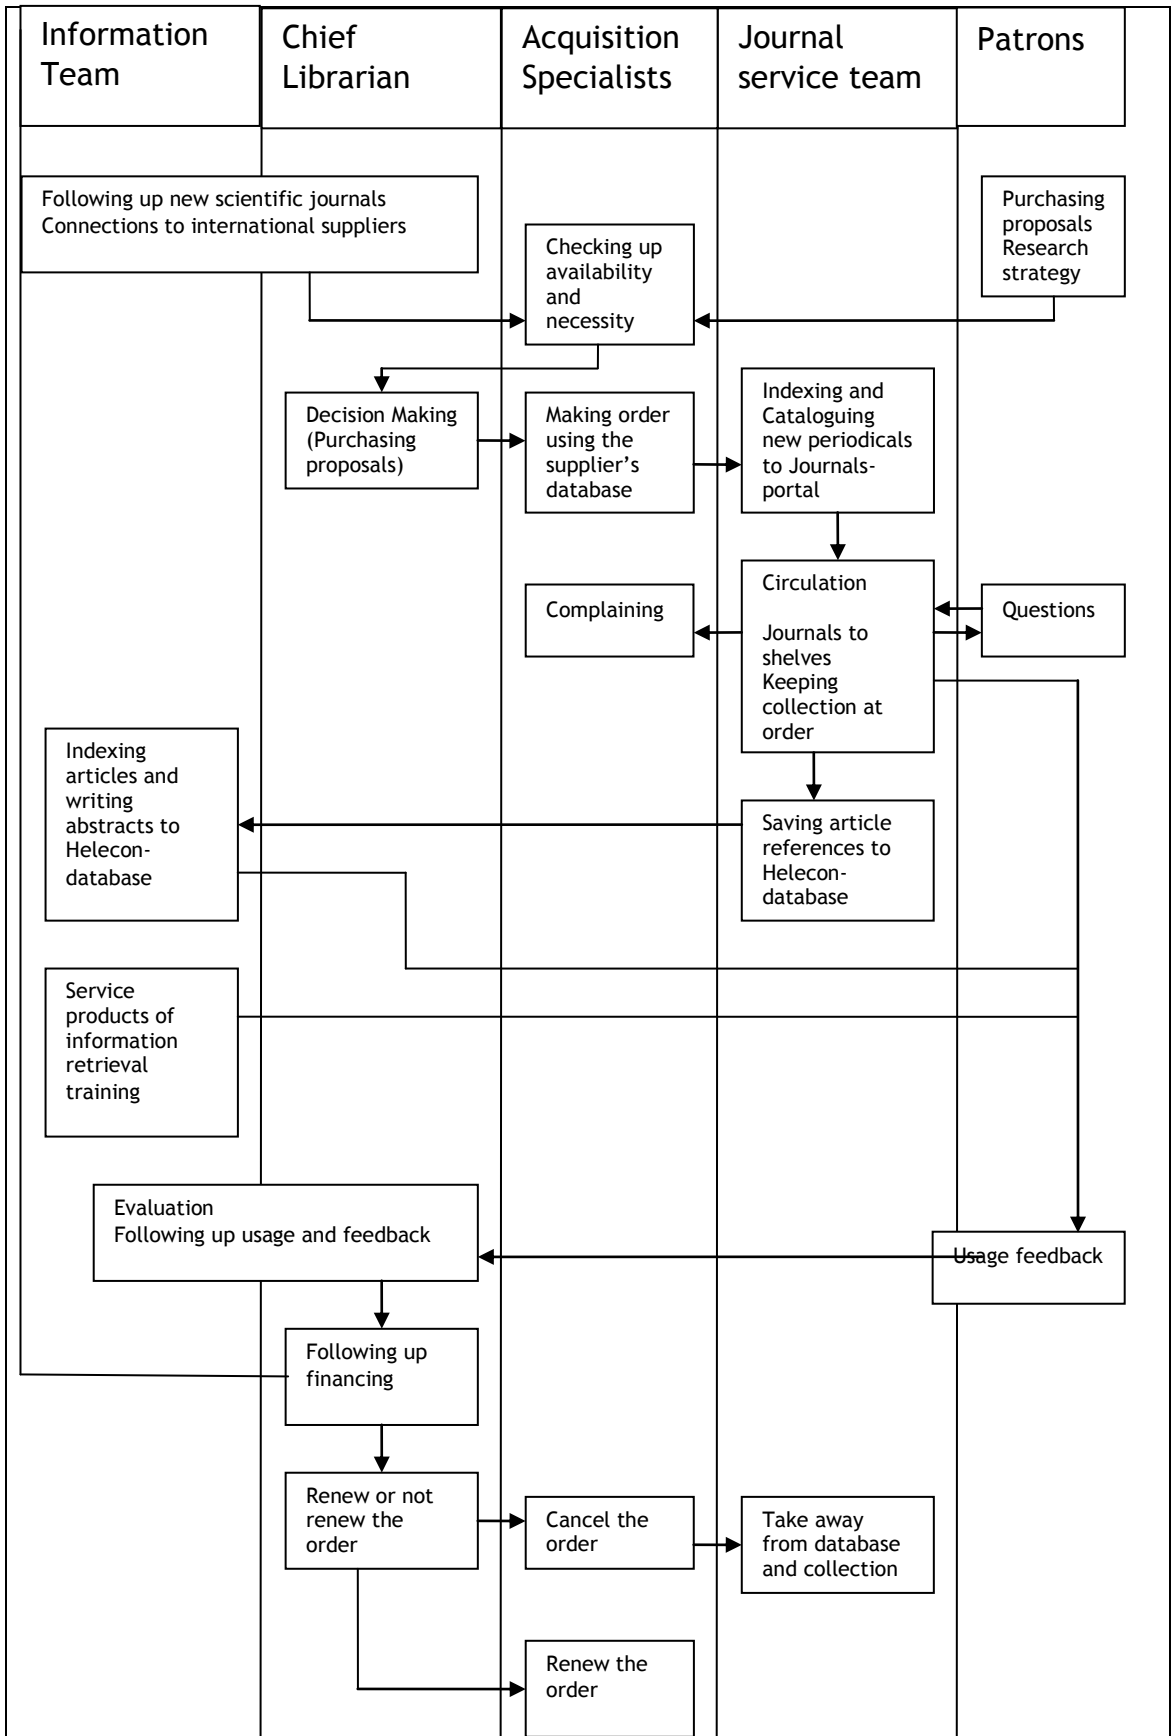 Information
Team
Chief
Librarian
Acquisition
Specialists
Journal
service team
Patrons
Following up new scientific journals
Connections to international suppliers
Purchasing
proposals
Research
strategy
Checking up
availability
and
necessity
Decision Making
(Purchasing
proposals)
Making order
using the
supplier’s
database
Indexing and
Cataloguing
new periodicals
to Journals-
portal
Complaining
Circulation
Journals to
shelves
Keeping
collection at
order
Questions
Indexing
articles and
writing
abstracts to
Helecon-
database
Saving article
references to
Helecon-
database
Service
products of
information
retrieval
training
Evaluation
Following up usage and feedback
Usage feedback
Following up
financing
Renew or not
renew the
order
Cancel the
order
Take away
from database
and collection
Renew the
order